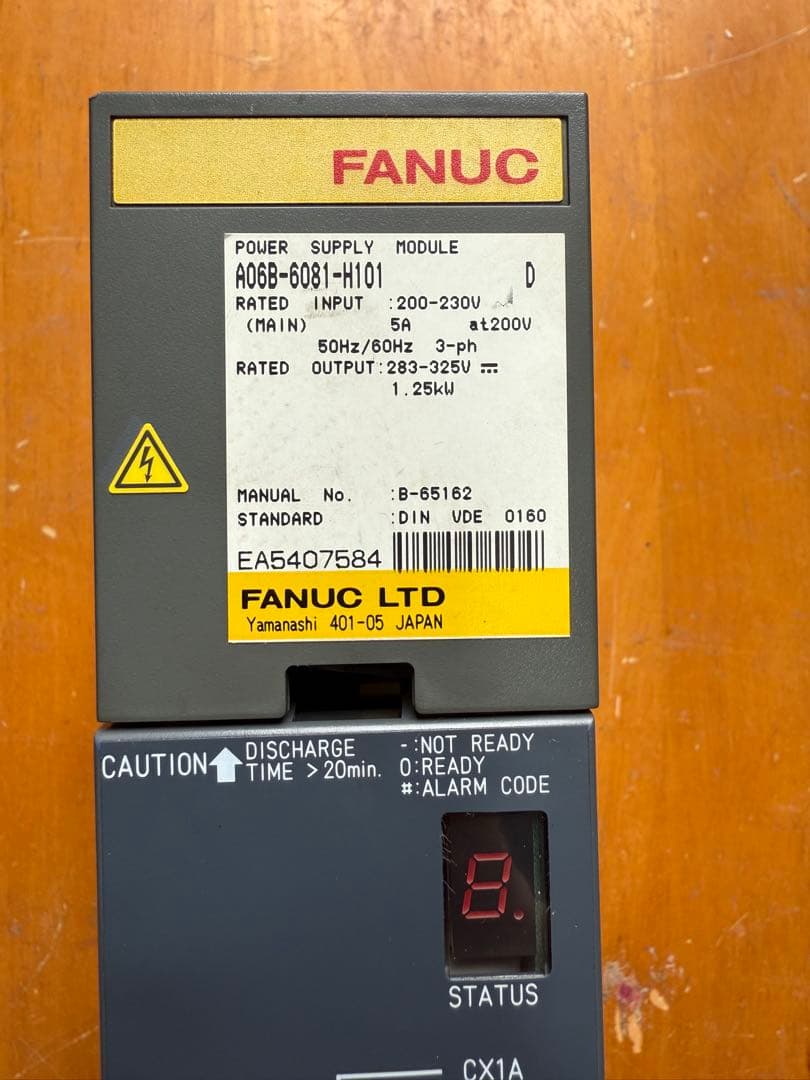 FANUC
POWER SUPPLY MODULE
A06B-6081-H101 D
RATED INPUT :200-230V
(MAIN) 5A at200V
50Hz/60Hz 3-ph
RATED OUTPUT:283-325V ⎓
1.25kW
MANUAL No. :B-65162
STANDARD :DIN VDE 0160
EA5407584
FANUC LTD
Yamanashi 401-05 JAPAN
CAUTION DISCHARGE TIME >20min.
-:NOT READY
0:READY
#:ALARM CODE
8.
STATUS
CX1A